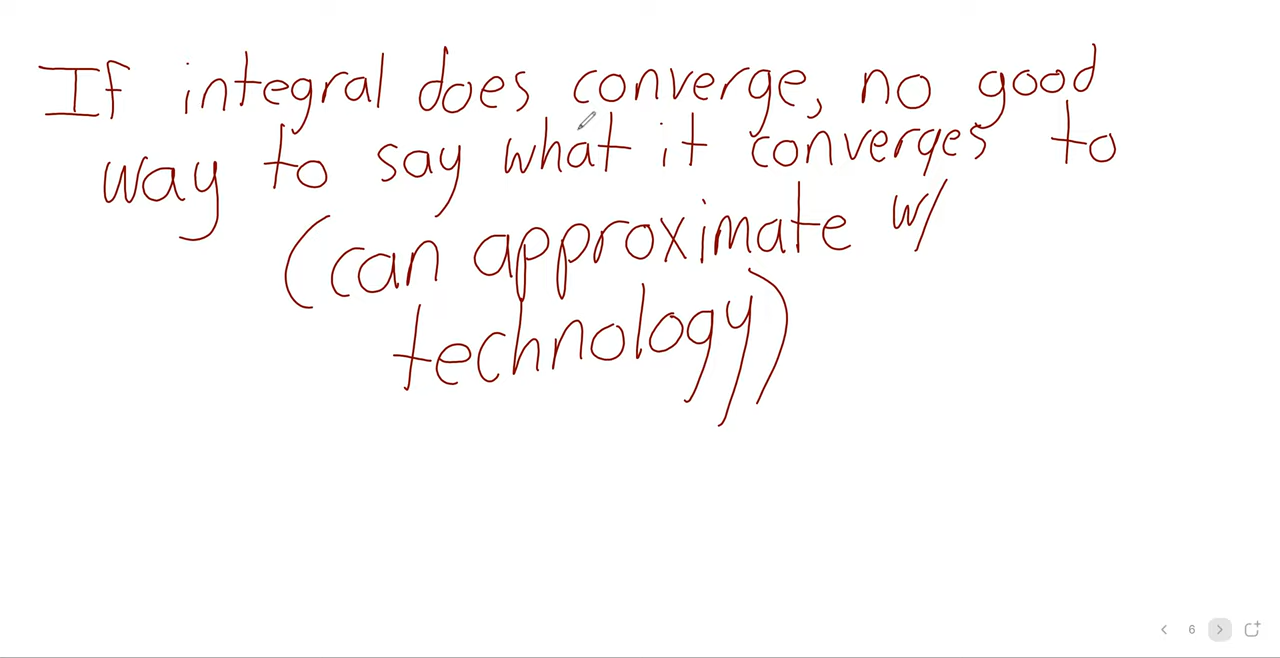 If integral does converge, no good
way to say what it converges to
(can approximate w/
technology)
6